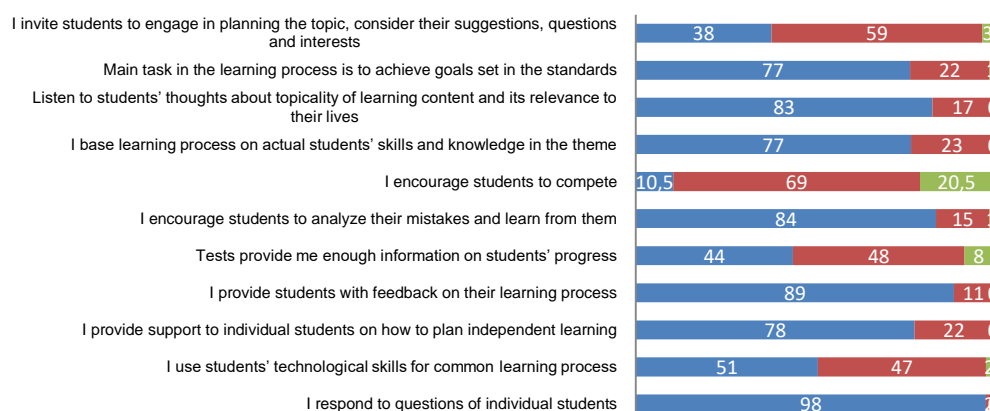 I invite students to engage in planning the topic, consider their suggestions, questions
and interests
38 59 3
Main task in the learning process is to achieve goals set in the standards
77 22 1
Listen to students’ thoughts about topicality of learning content and its relevance to
their lives
83 17
I base learning process on actual students’ skills and knowledge in the theme
77 23
I encourage students to compete
10,5 69 20,5
I encourage students to analyze their mistakes and learn from them
84 15 1
Tests provide me enough information on students’ progress
44 48 8
I provide students with feedback on their learning process
89 11
I provide support to individual students on how to plan independent learning
78 22
I use students’ technological skills for common learning process
51 47 2
I respond to questions of individual students
98